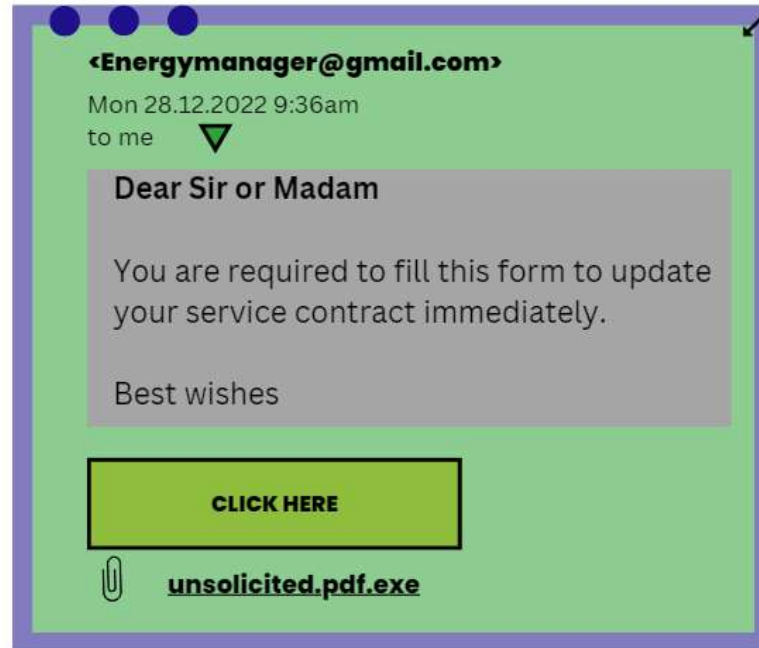 <Energymanager@gmail.com>
Mon 28.12.2022 9:36am
to me
Dear Sir or Madam
You are required to fill this form to update
your service contract immediately.
Best wishes
CLICK HERE
unsolicited.pdf.exe